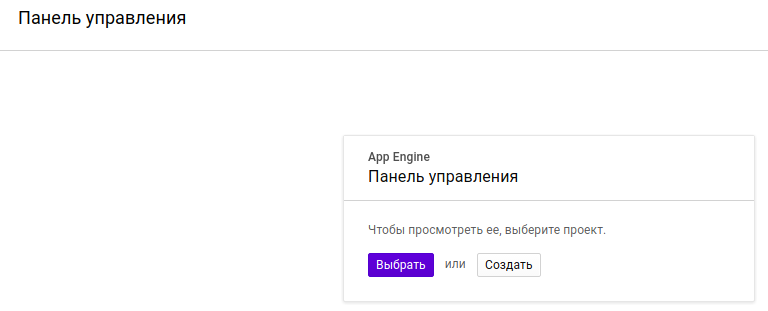 Панель управления
App Engine
Панель управления
Чтобы просмотреть ее, выберите проект.
Выбрать или Создать